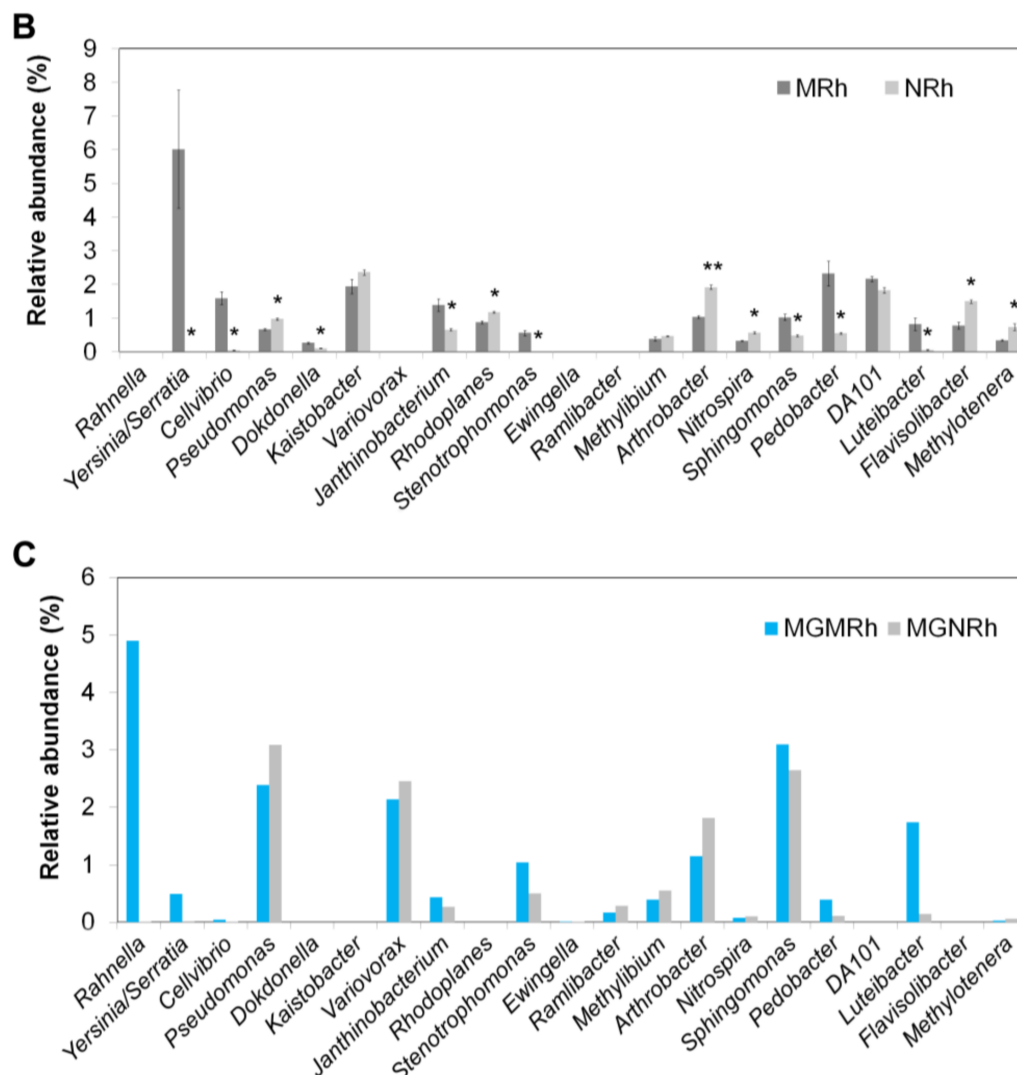 B
Relative abundance (%)
9
8
7
6
5
4
3
2
1
0
MRh NRh
* * * * * * * ** * * * * * *
Rahnella
Yersinia/Serratia
Cellvibrio
Pseudomonas
Dokdonella
Kaistobacter
Variovorax
Janthinobacterium
Rhodoplanes
Stenotrophomonas
Ewingella
Ramlibacter
Methylibium
Arthrobacter
Nitrospira
Sphingomonas
Pedobacter
DA101
Luteibacter
Flavisolibacter
Methylotenera
C
Relative abundance (%)
6
5
4
3
2
1
0
MGMRh MGNRh
Rahnella
Yersinia/Serratia
Cellvibrio
Pseudomonas
Dokdonella
Kaistobacter
Variovorax
Janthinobacterium
Rhodoplanes
Stenotrophomonas
Ewingella
Ramlibacter
Methylibium
Arthrobacter
Nitrospira
Sphingomonas
Pedobacter
DA101
Luteibacter
Flavisolibacter
Methylotenera